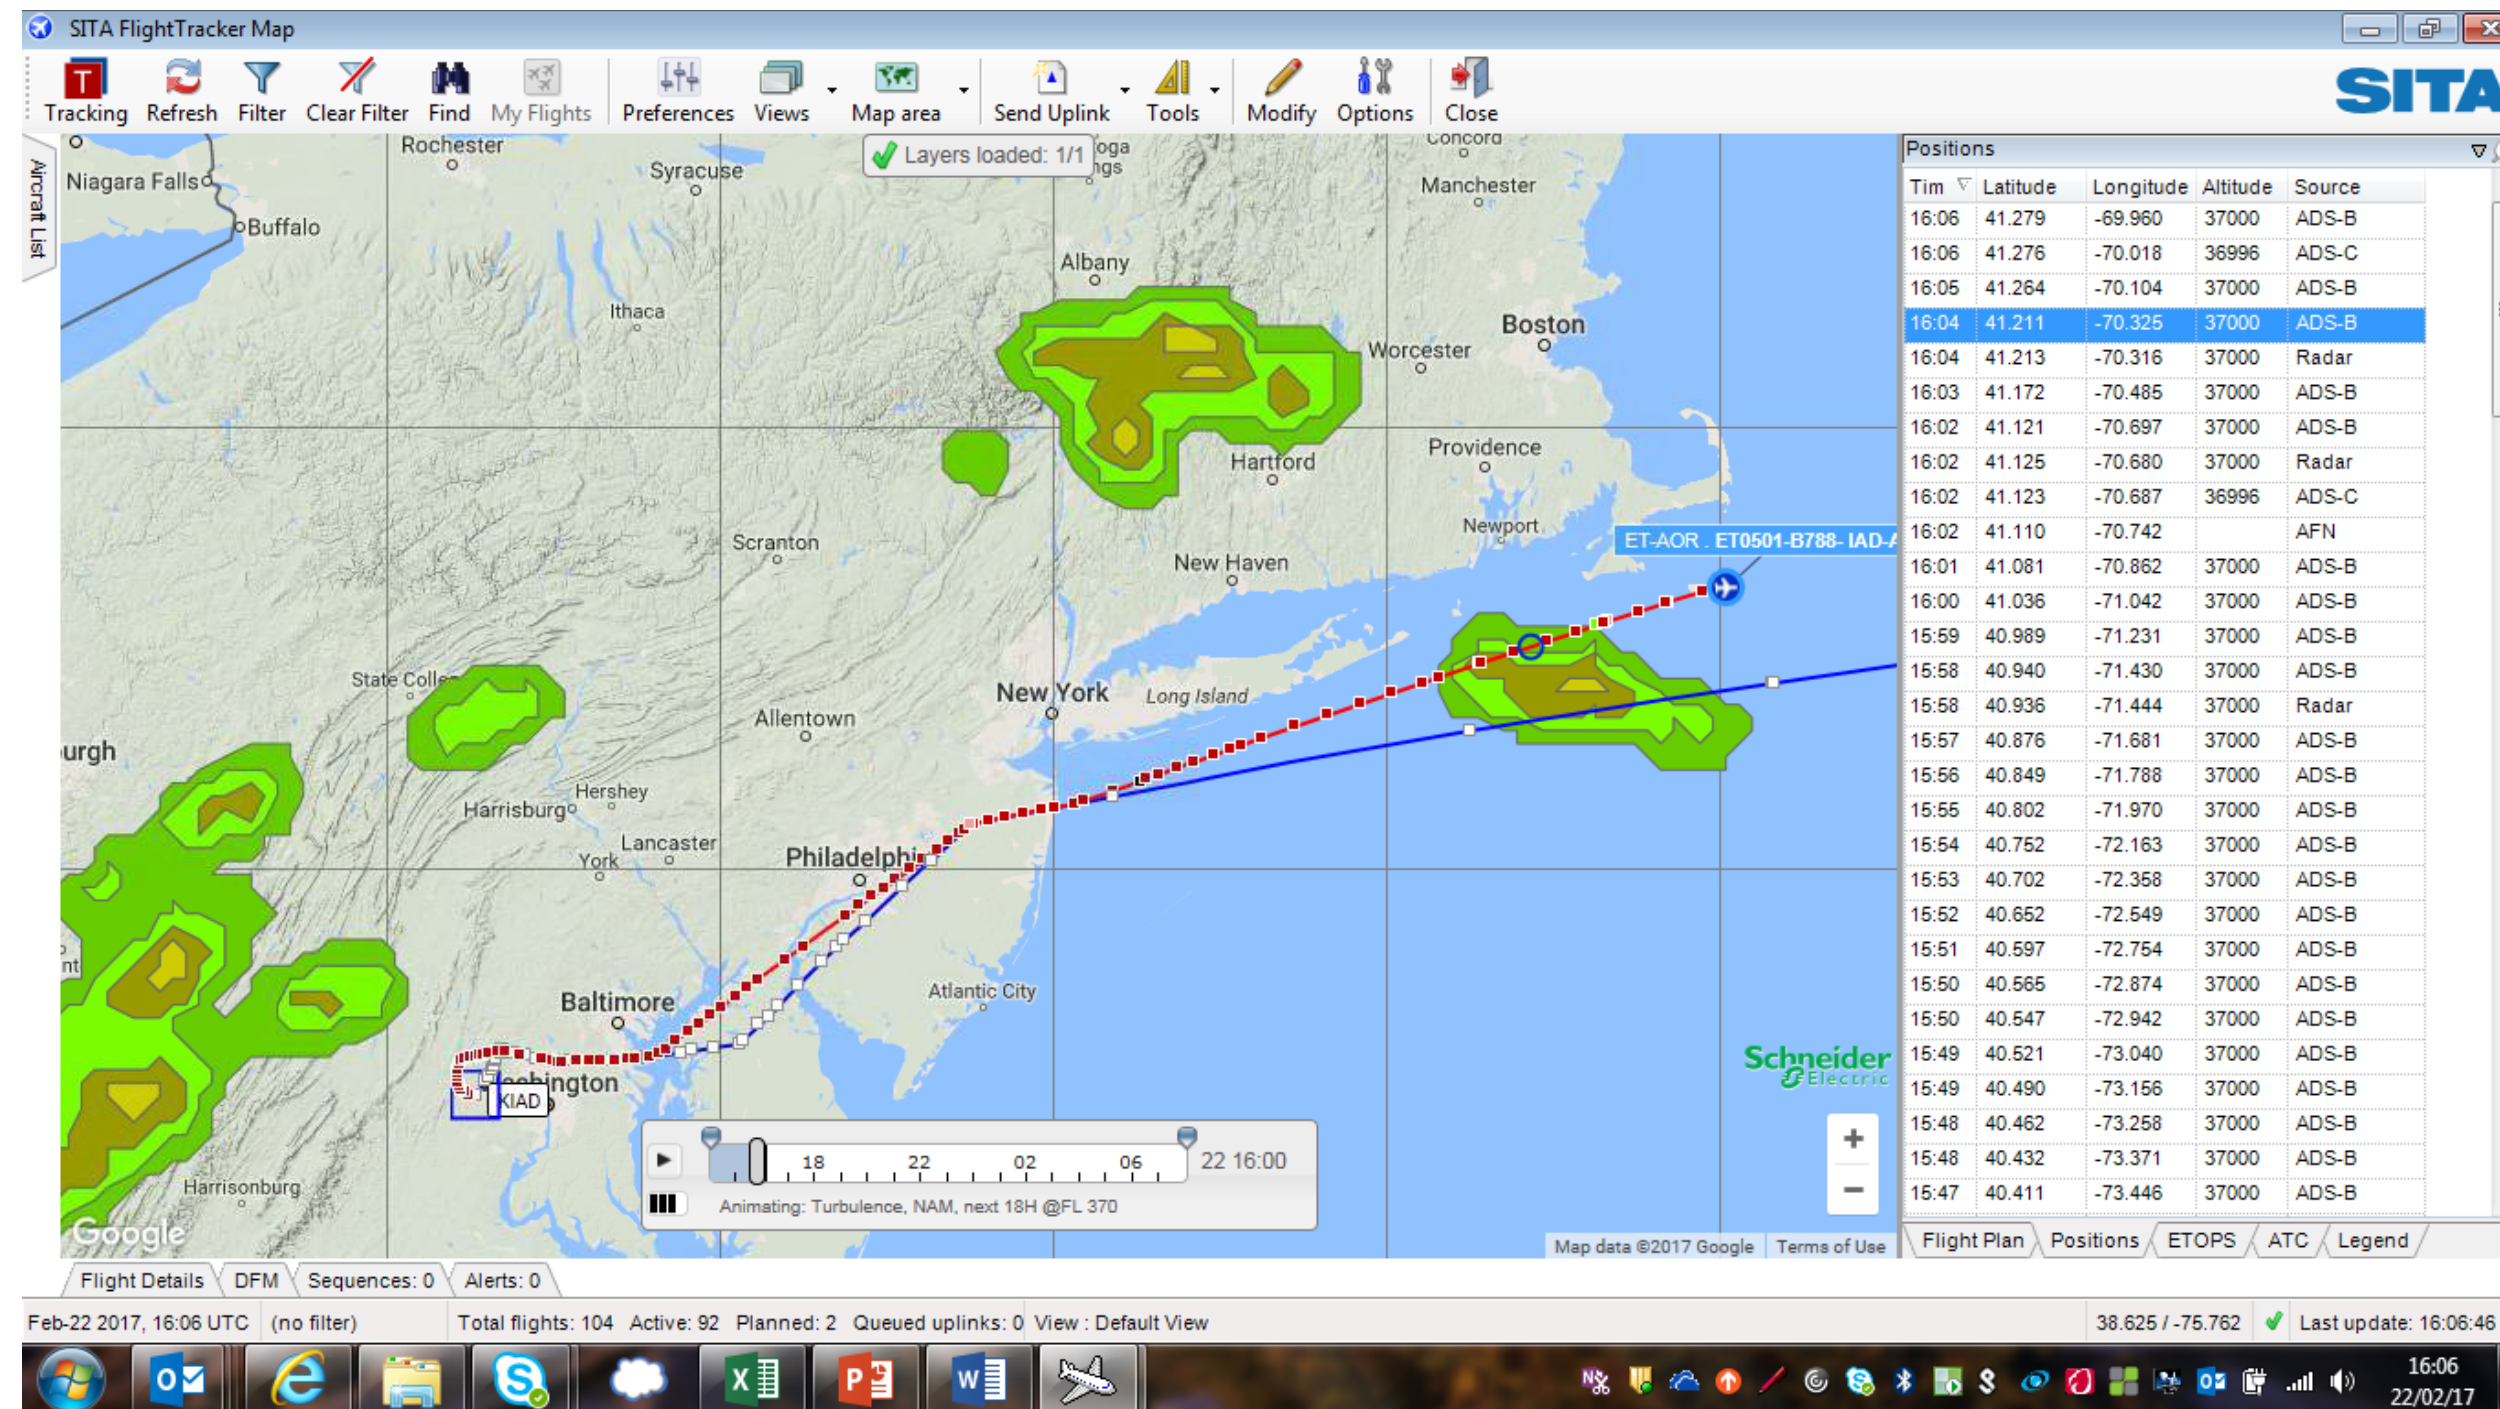 SITA FlightTracker Map
Tracking Refresh Filter Clear Filter Find My Flights Preferences Views Map area Send Uplink Tools Modify Options Close
SITA
Aircraft List
Layers loaded: 1/1
Niagara Falls
Buffalo
Rochester
Syracuse
Ithaca
Albany
Concord
Manchester
Boston
Worcester
Providence
Hartford
Newport
New Haven
Scranton
State Colle
New York
Long Island
Allentown
urgh
Hershey
Harrisburg
Lancaster
York
Philadelphi
Baltimore
Atlantic City
KIAD
Harrisonburg
ET-AOR . ET0501-B788- IAD-A
Schneider
Electric
18 22 02 06 22 16:00
Animating: Turbulence, NAM, next 18H @FL 370
+
−
Google
Map data ©2017 Google Terms of Use
Positions
Tim Latitude Longitude Altitude Source
16:06 41.279 -69.960 37000 ADS-B
16:06 41.276 -70.018 36996 ADS-C
16:05 41.264 -70.104 37000 ADS-B
16:04 41.211 -70.325 37000 ADS-B
16:04 41.213 -70.316 37000 Radar
16:03 41.172 -70.485 37000 ADS-B
16:02 41.121 -70.697 37000 ADS-B
16:02 41.125 -70.680 37000 Radar
16:02 41.123 -70.687 36996 ADS-C
16:02 41.110 -70.742 AFN
16:01 41.081 -70.862 37000 ADS-B
16:00 41.036 -71.042 37000 ADS-B
15:59 40.989 -71.231 37000 ADS-B
15:58 40.940 -71.430 37000 ADS-B
15:58 40.936 -71.444 37000 Radar
15:57 40.876 -71.681 37000 ADS-B
15:56 40.849 -71.788 37000 ADS-B
15:55 40.802 -71.970 37000 ADS-B
15:54 40.752 -72.163 37000 ADS-B
15:53 40.702 -72.358 37000 ADS-B
15:52 40.652 -72.549 37000 ADS-B
15:51 40.597 -72.754 37000 ADS-B
15:50 40.565 -72.874 37000 ADS-B
15:50 40.547 -72.942 37000 ADS-B
15:49 40.521 -73.040 37000 ADS-B
15:49 40.490 -73.156 37000 ADS-B
15:48 40.462 -73.258 37000 ADS-B
15:48 40.432 -73.371 37000 ADS-B
15:47 40.411 -73.446 37000 ADS-B
Flight Plan Positions ETOPS ATC Legend
Flight Details DFM Sequences: 0 Alerts: 0
Feb-22 2017, 16:06 UTC (no filter) Total flights: 104 Active: 92 Planned: 2 Queued uplinks: 0 View : Default View 38.625 / -75.762 Last update: 16:06:46
16:06
22/02/17